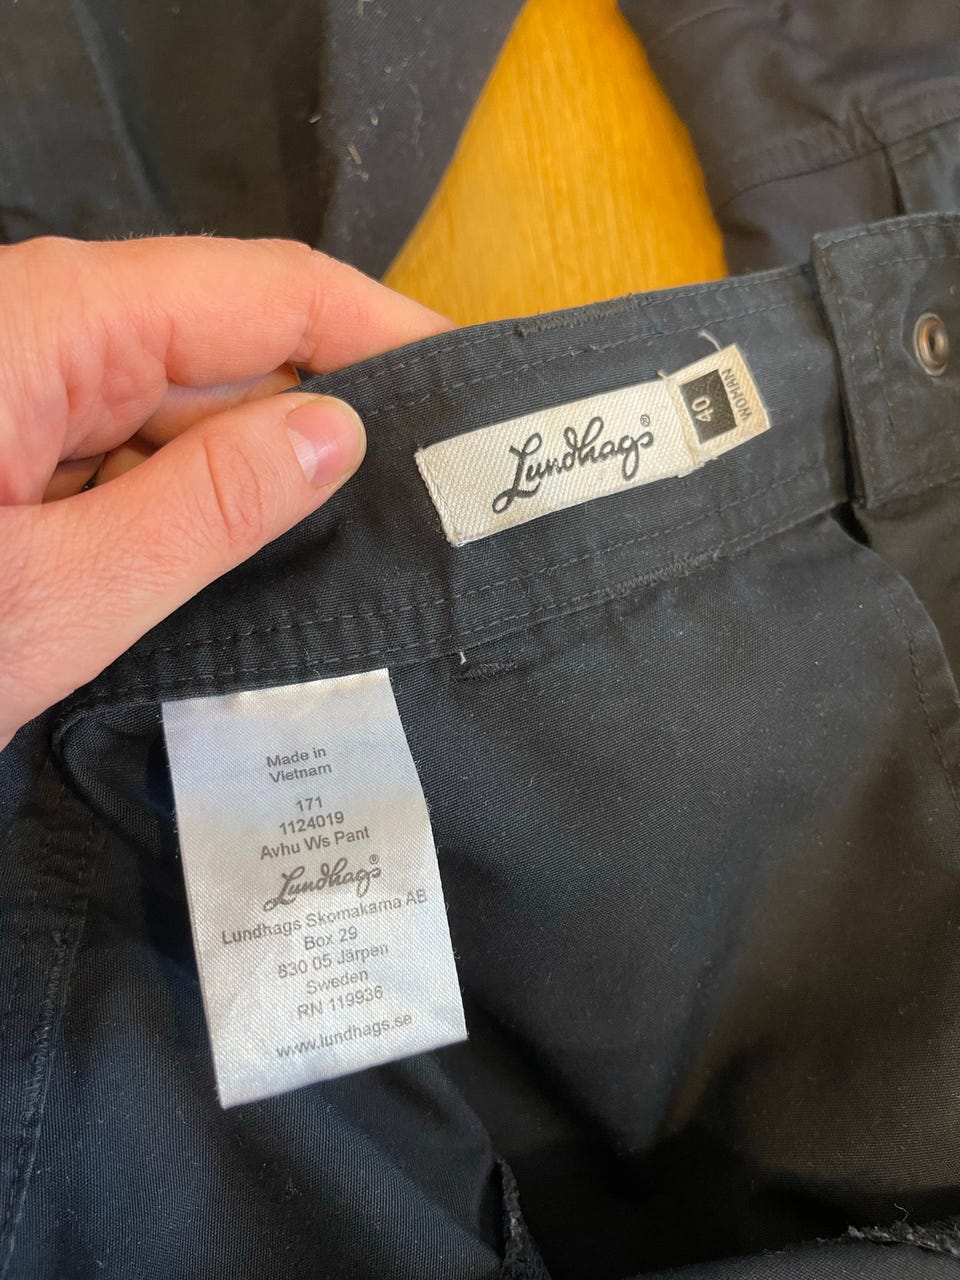 Lundhags®
40
WOMAN
Made in
Vietnam
171
1124019
Avhu Ws Pant
Lundhags®
Lundhags Skomakarna AB
Box 29
830 05 Järpen
Sweden
RN 119936
www.lundhags.se